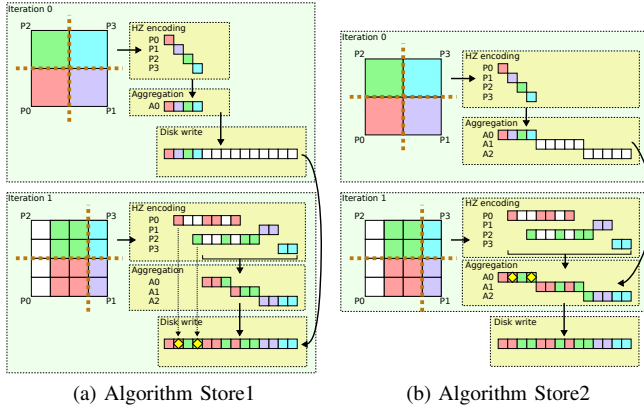 Iteration 0
P2
P3
P0
P1
HZ encoding
P0
P1
P2
P3
Aggregation
A0
Disk write
Iteration 1
P2
P3
P0
P1
HZ encoding
P0
P1
P2
P3
Aggregation
A0
A1
A2
Disk write
(a) Algorithm Store1
Iteration 0
P2
P3
P0
P1
HZ encoding
P0
P1
P2
P3
Aggregation
A0
A1
A2
Iteration 1
P2
P3
P0
P1
HZ encoding
P0
P1
P2
P3
Aggregation
A0
A1
A2
Disk write
(b) Algorithm Store2